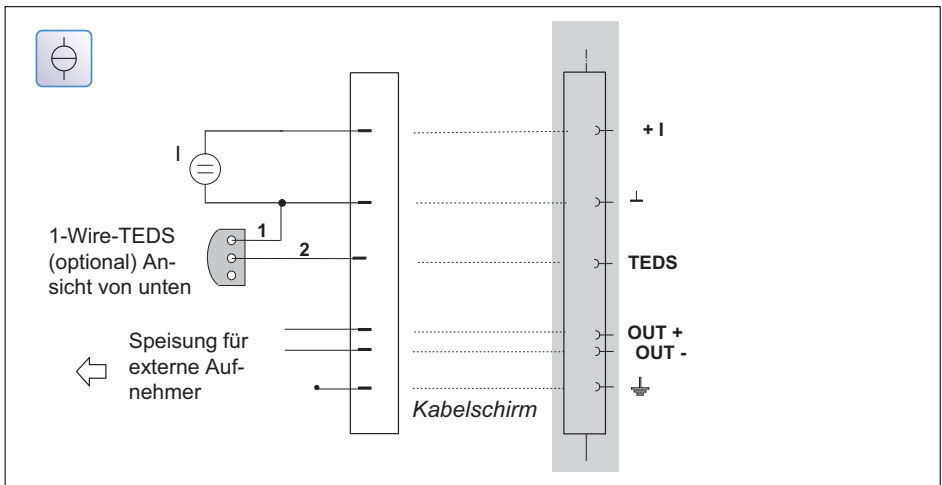 + I
I
⊥
1-Wire-TEDS
(optional) An-
sicht von unten
1
2
TEDS
Speisung für
externe Auf-
nehmer
OUT +
OUT -
Kabelschirm